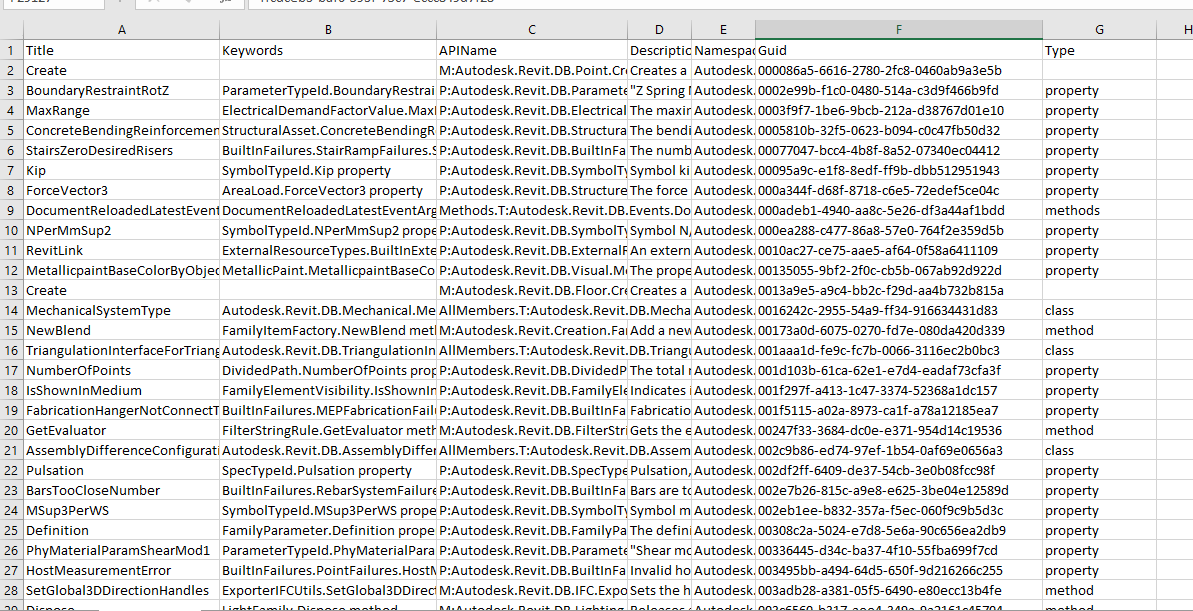 A B C D E F G H
1 Title Keywords APIName Descriptic Namespac Guid Type
2 Create M:Autodesk.Revit.DB.Point.Cr Creates a Autodesk. 000086a5-6616-2780-2fc8-0460ab9a3e5b
3 BoundaryRestraintRotZ ParameterTypeId.BoundaryRestrai P:Autodesk.Revit.DB.Paramete "Z Spring Autodesk. 0002e99b-f1c0-0480-514a-c3d9f466b9fd property
4 MaxRange ElectricalDemandFactorValue.Max P:Autodesk.Revit.DB.Electrical The maxir Autodesk. 0003f9f7-1be6-9bcb-212a-d38767d01e10 property
5 ConcreteBendingReinforcemen StructuralAsset.ConcreteBendingR P:Autodesk.Revit.DB.Structura The bendi Autodesk. 0005810b-32f5-0623-b094-c0c47fb50d32 property
6 StairsZeroDesiredRisers BuiltInFailures.StairRampFailures.S P:Autodesk.Revit.DB.BuiltInFa The numb Autodesk. 00077047-bcc4-4b8f-8a52-07340ec04412 property
7 Kip SymbolTypeId.Kip property P:Autodesk.Revit.DB.SymbolTy Symbol ki Autodesk. 00095a9c-e1f8-8edf-ff9b-dbb512951943 property
8 ForceVector3 AreaLoad.ForceVector3 property P:Autodesk.Revit.DB.Structure The force Autodesk. 000a344f-d68f-8718-c6e5-72edef5ce04c property
9 DocumentReloadedLatestEvent DocumentReloadedLatestEventArg Methods.T:Autodesk.Revit.DB.Events.Do Autodesk. 000adeb1-4940-aa8c-5e26-df3a44af1bdd methods
10 NPerMmSup2 SymbolTypeId.NPerMmSup2 prope P:Autodesk.Revit.DB.SymbolTy Symbol N, Autodesk. 000ea288-c477-86a8-57e0-764f2e359d5b property
11 RevitLink ExternalResourceTypes.BuiltInExte P:Autodesk.Revit.DB.ExternalR An extern Autodesk. 0010ac27-ce75-aae5-af64-0f58a6411109 property
12 MetallicpaintBaseColorByObjec MetallicPaint.MetallicpaintBaseCo P:Autodesk.Revit.DB.Visual.Me The prope Autodesk. 00135055-9bf2-2f0c-cb5b-067ab92d922d property
13 Create M:Autodesk.Revit.DB.Floor.Cre Creates a Autodesk. 0013a9e5-a9c4-bb2c-f29d-aa4b732b815a
14 MechanicalSystemType Autodesk.Revit.DB.Mechanical.Me AllMembers.T:Autodesk.Revit.DB.Mecha Autodesk. 0016242c-2955-54a9-ff34-916634431d83 class
15 NewBlend FamilyItemFactory.NewBlend met M:Autodesk.Revit.Creation.Fa Add a new Autodesk. 00173a0d-6075-0270-fd7e-080da420d339 method
16 TriangulationInterfaceForTriang Autodesk.Revit.DB.TriangulationIn AllMembers.T:Autodesk.Revit.DB.Triangu Autodesk. 001aaa1d-fe9c-fc7b-0066-3116ec2b0bc3 class
17 NumberOfPoints DividedPath.NumberOfPoints prop P:Autodesk.Revit.DB.DividedP The total Autodesk. 001d103b-61ca-62e1-e7d4-eadaf73cfa3f property
18 IsShownInMedium FamilyElementVisibility.IsShownIn P:Autodesk.Revit.DB.FamilyEle Indicates i Autodesk. 001f297f-a413-1c47-3374-52368a1dc157 property
19 FabricationHangerNotConnectT BuiltInFailures.MEPFabricationFail P:Autodesk.Revit.DB.BuiltInFa Fabricatio Autodesk. 001f5115-a02a-8973-ca1f-a78a12185ea7 property
20 GetEvaluator FilterStringRule.GetEvaluator meth M:Autodesk.Revit.DB.FilterStri Gets the e Autodesk. 00247f33-3684-dc0e-e371-954d14c19536 method
21 AssemblyDifferenceConfigurati Autodesk.Revit.DB.AssemblyDiffer AllMembers.T:Autodesk.Revit.DB.Assem Autodesk. 002c9b86-ed74-97ef-1b54-0af69e0656a3 class
22 Pulsation SpecTypeId.Pulsation property P:Autodesk.Revit.DB.SpecType Pulsation, Autodesk. 002df2ff-6409-de37-54cb-3e0b08fcc98f property
23 BarsTooCloseNumber BuiltInFailures.RebarSystemFailure P:Autodesk.Revit.DB.BuiltInFa Bars are to Autodesk. 002e7b26-815c-a9e8-e625-3be04e12589d property
24 MSup3PerWS SymbolTypeId.MSup3PerWS prope P:Autodesk.Revit.DB.SymbolTy Symbol m Autodesk. 002eb1ee-b832-357a-f5ec-060f9c9b5d3c property
25 Definition FamilyParameter.Definition prope P:Autodesk.Revit.DB.FamilyPa The defini Autodesk. 00308c2a-5024-e7d8-5e6a-90c656ea2db9 property
26 PhyMaterialParamShearMod1 ParameterTypeId.PhyMaterialPara P:Autodesk.Revit.DB.Paramete "Shear mo Autodesk. 00336445-d34c-ba37-4f10-55fba699f7cd property
27 HostMeasurementError BuiltInFailures.PointFailures.HostM P:Autodesk.Revit.DB.BuiltInFa Invalid ho Autodesk. 003495bb-a494-64d5-650f-9d216266c255 property
28 SetGlobal3DDirectionHandles ExporterIFCUtils.SetGlobal3DDirect M:Autodesk.Revit.DB.IFC.Expo Sets the h Autodesk. 003adb28-a381-05f5-6490-e80ecc13b4fe method